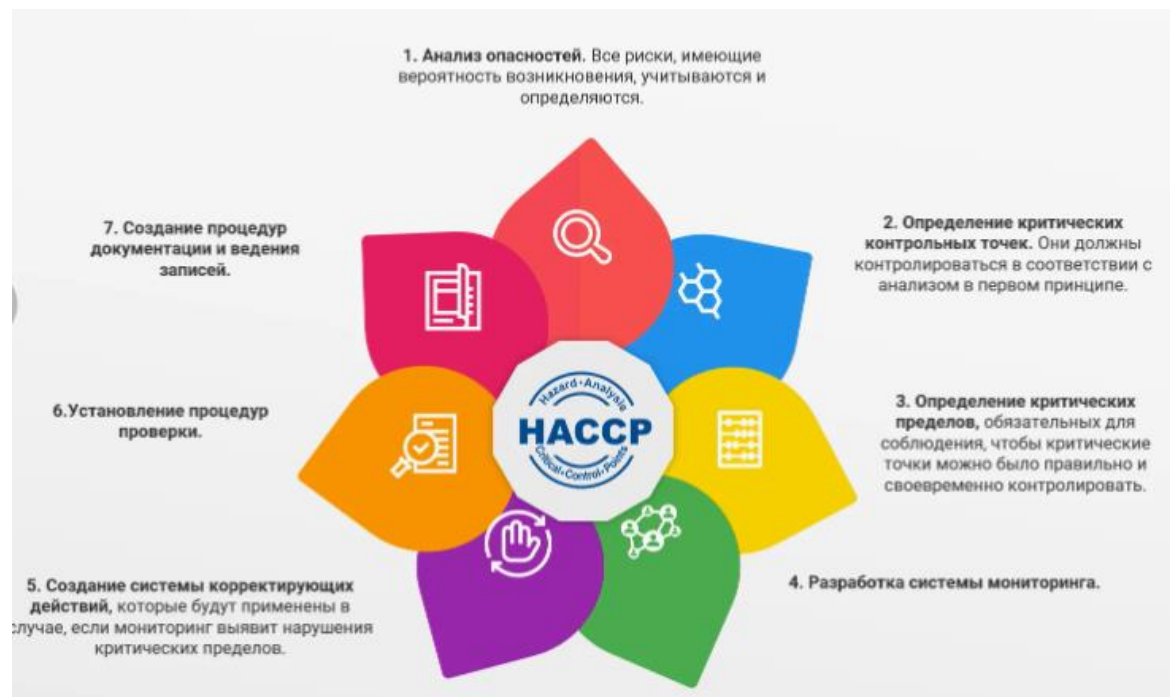 1. Анализ опасностей. Все риски, имеющие
вероятность возникновения, учитываются и
определяются.
2. Определение критических
контрольных точек. Они должны
контролироваться в соответствии с
анализом в первом принципе.
3. Определение критических
пределов, обязательных для
соблюдения, чтобы критические
точки можно было правильно и
своевременно контролировать.
4. Разработка системы мониторинга.
5. Создание системы корректирующих
действий, которые будут применены в
случае, если мониторинг выявит нарушения
критических пределов.
6.Установление процедур
проверки.
7. Создание процедур
документации и ведения
записей.
Hazard•Analysis
HACCP
Critical•Control•Points